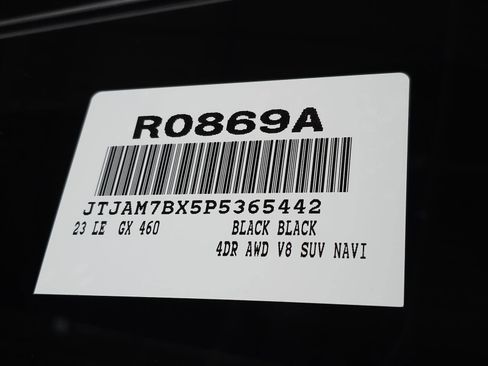 R0869A
JTJAM7BX5P5365442
23 LE GX 460 BLACK BLACK
4DR AWD V8 SUV NAVI